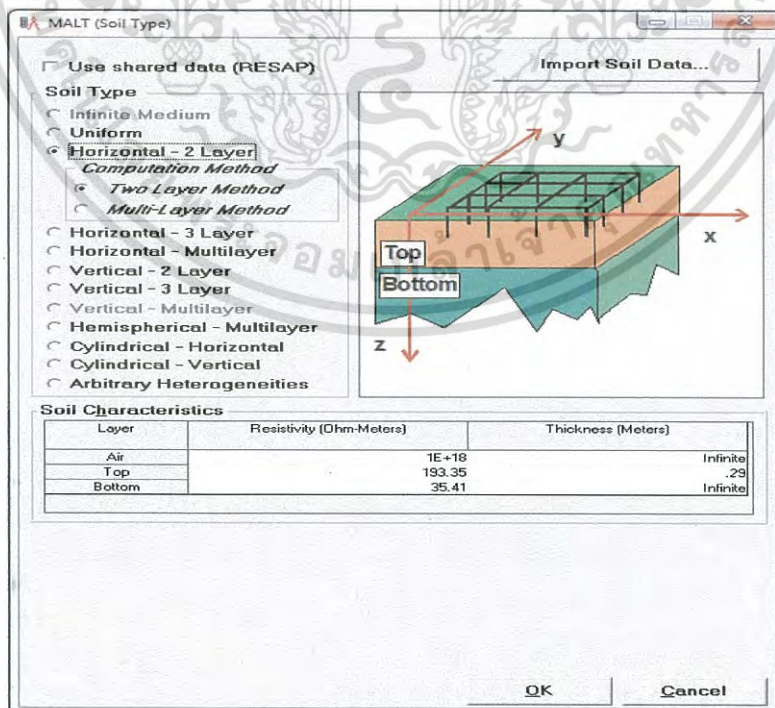 MALT (Soil Type)
Use shared data (RESAP)
Import Soil Data...
Soil Type
Infinite Medium
Uniform
Horizontal - 2 Layer
Computation Method
Two Layer Method
Multi-Layer Method
Horizontal - 3 Layer
Horizontal - Multilayer
Vertical - 2 Layer
Vertical - 3 Layer
Vertical - Multilayer
Hemispherical - Multilayer
Cylindrical - Horizontal
Cylindrical - Vertical
Arbitrary Heterogeneities
y
x
Top
Bottom
z
Soil Characteristics
Layer Resistivity (Ohm-Meters) Thickness (Meters)
Air 1E+18 Infinite
Top 193.35 .29
Bottom 35.41 Infinite
OK Cancel